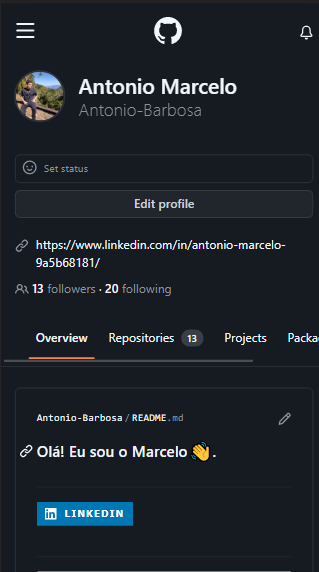 Antonio Marcelo
Antonio-Barbosa
Set status
Edit profile
https://www.linkedin.com/in/antonio-marcelo-
9a5b68181/
13 followers · 20 following
Overview Repositories 13 Projects Packa
Antonio-Barbosa/README.md
Olá! Eu sou o Marcelo 👋.
LINKEDIN